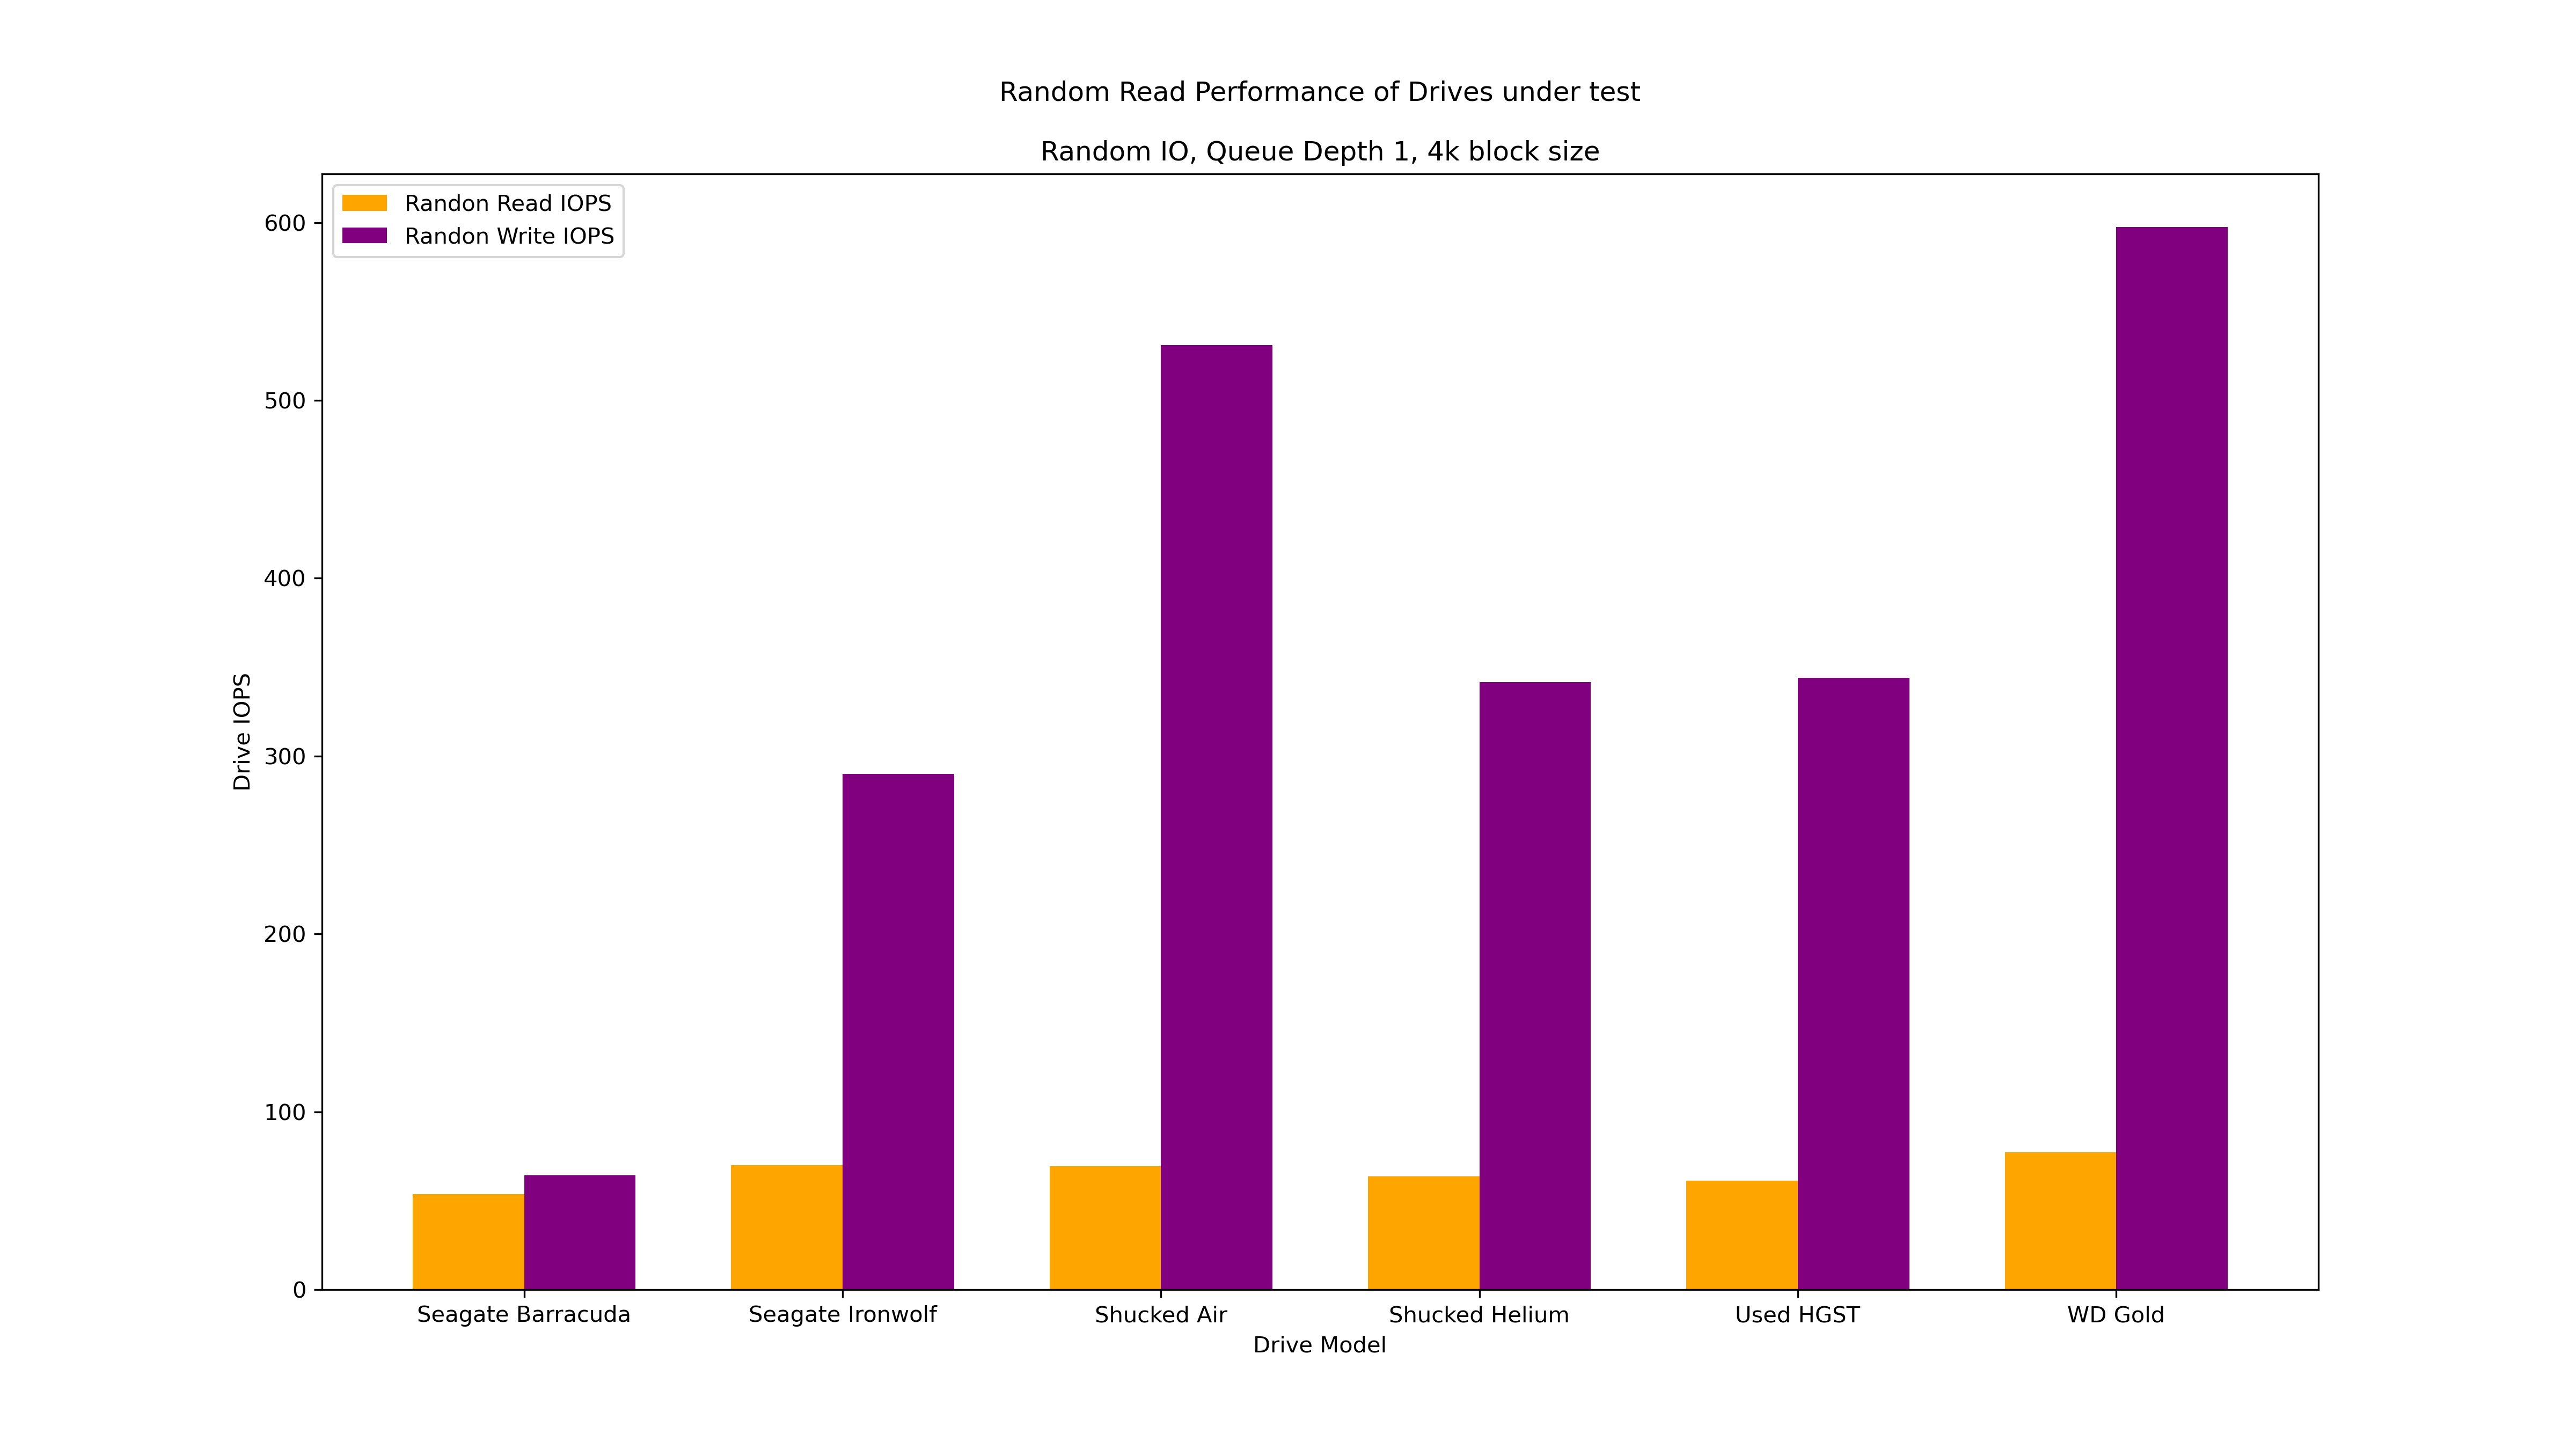 Random Read Performance of Drives under test
Random IO, Queue Depth 1, 4k block size
Randon Read IOPS
Randon Write IOPS
600
500
400
300
200
100
0
Drive IOPS
Seagate Barracuda
Seagate Ironwolf
Shucked Air
Shucked Helium
Used HGST
WD Gold
Drive Model